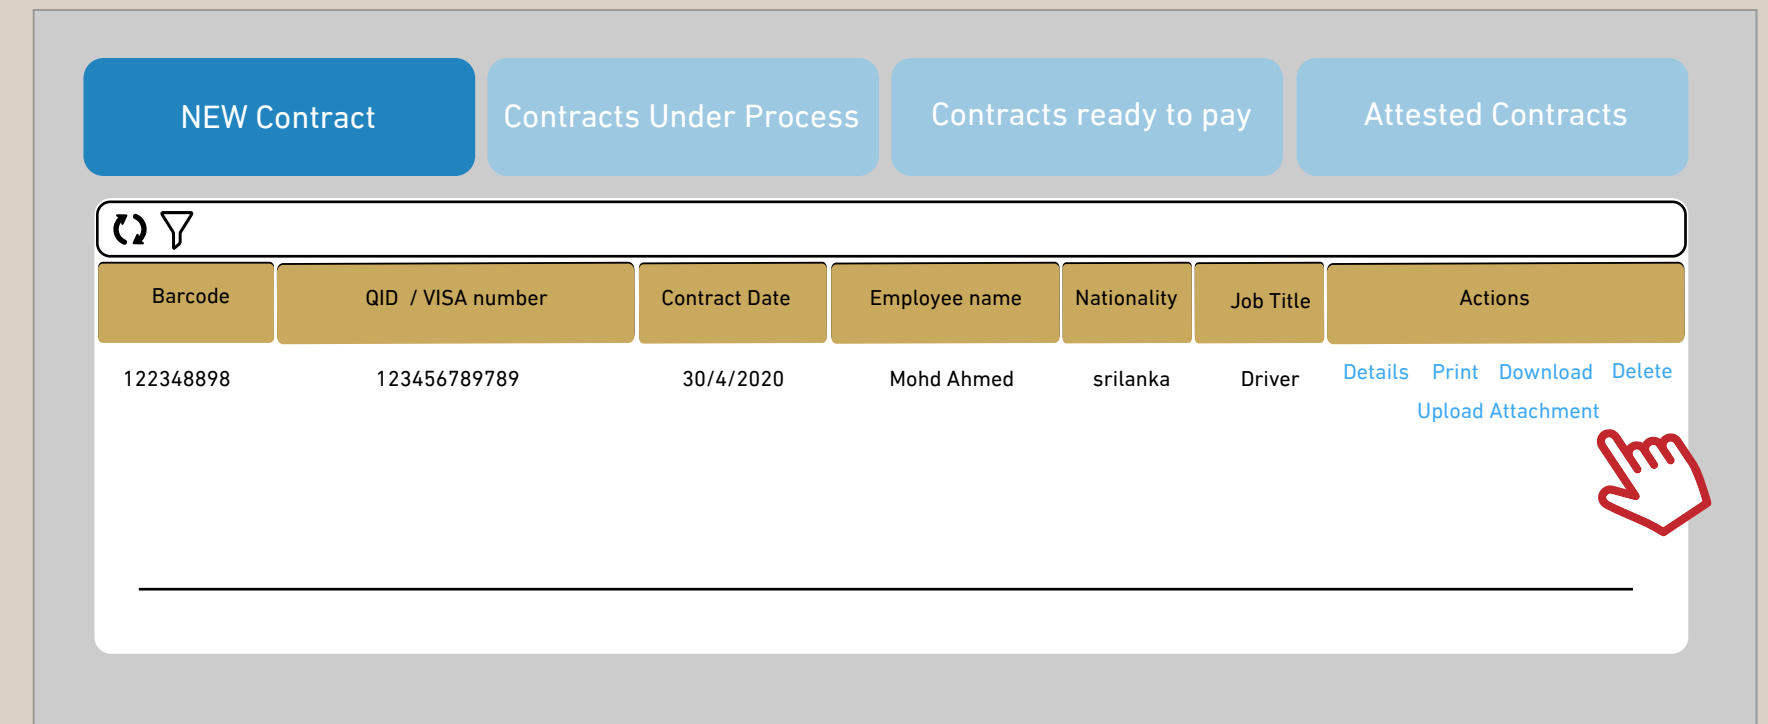 NEW Contract
Contracts Under Process
Contracts ready to pay
Attested Contracts
Barcode QID / VISA number Contract Date Employee name Nationality Job Title Actions
122348898 123456789789 30/4/2020 Mohd Ahmed srilanka Driver Details Print Download Delete
Upload Attachment